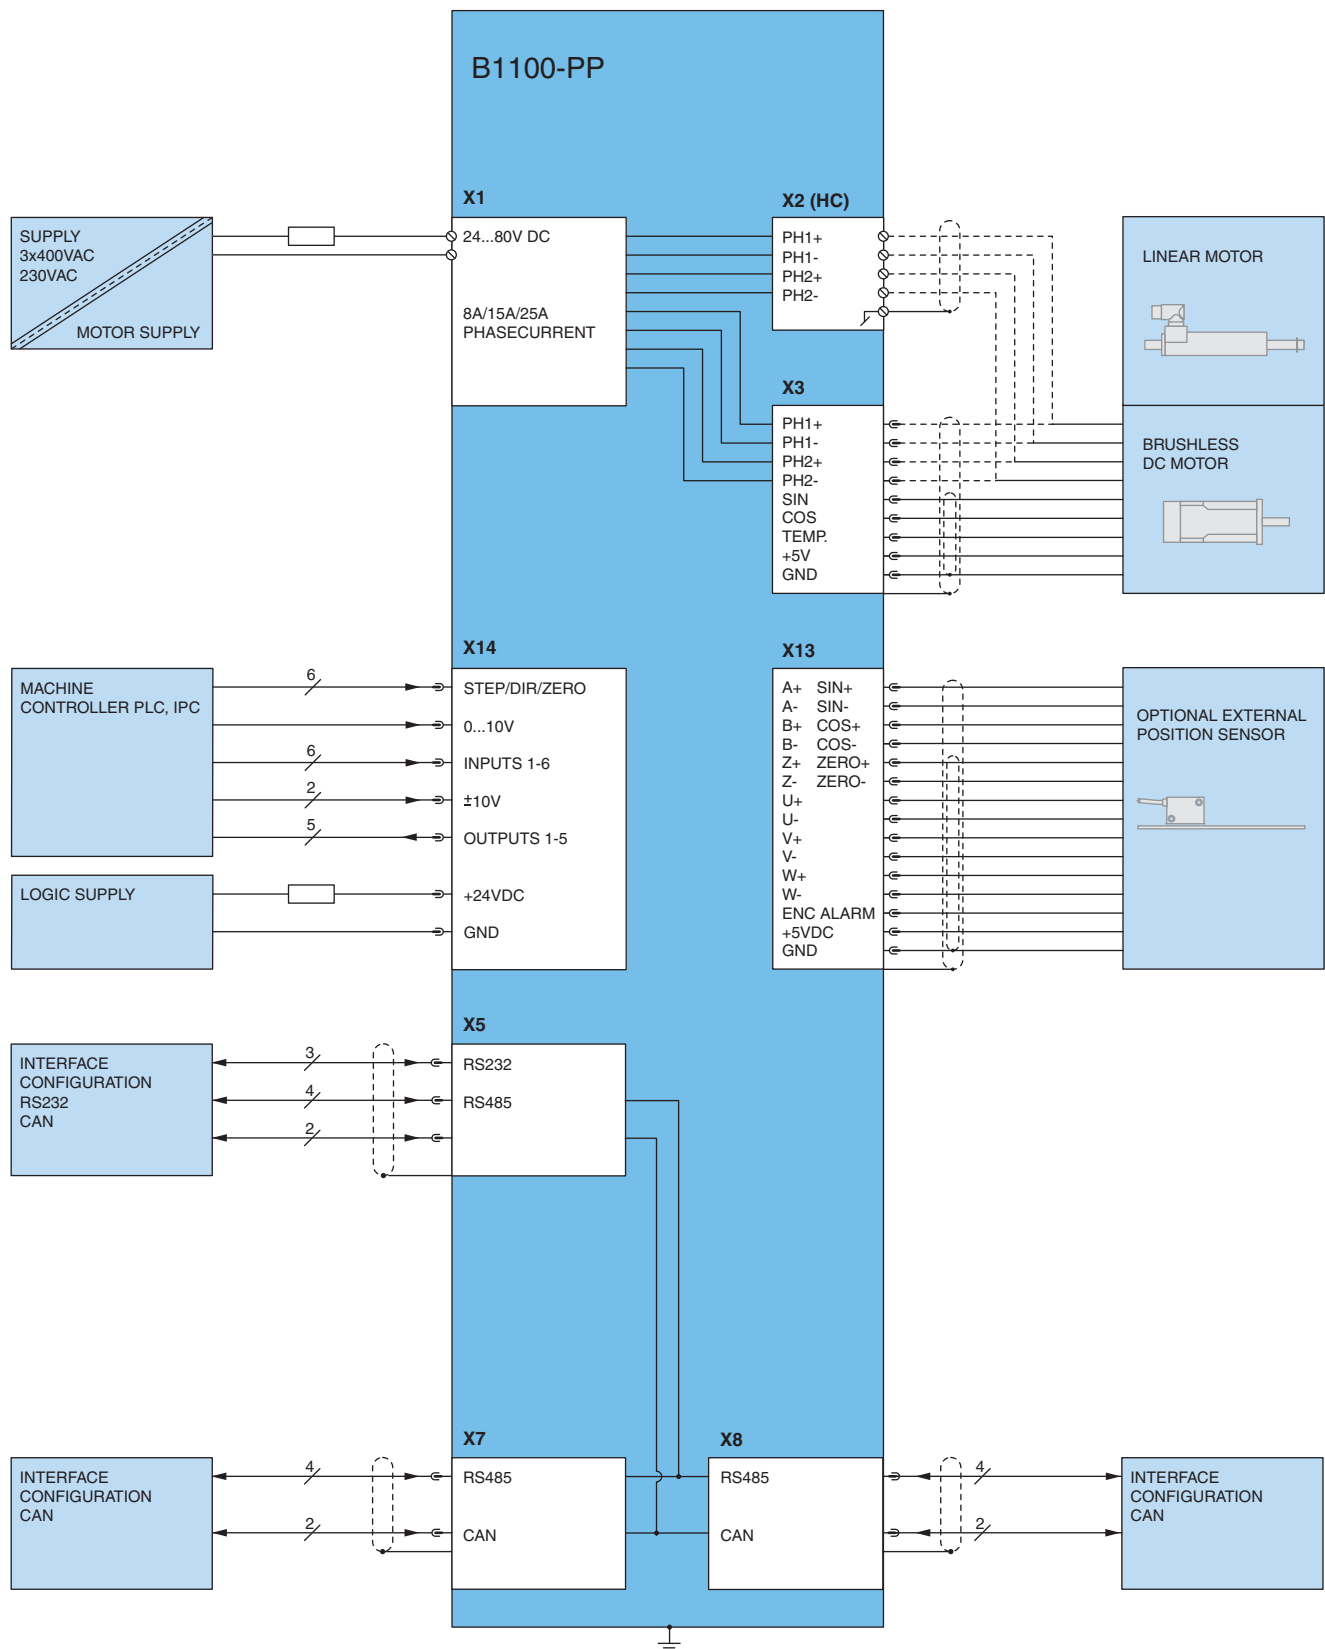 B1100-PP
X1
X2 (HC)
SUPPLY
3x400VAC
230VAC
MOTOR SUPPLY
24...80V DC
8A/15A/25A
PHASECURRENT
PH1+
PH1-
PH2+
PH2-
LINEAR MOTOR
X3
PH1+
PH1-
PH2+
PH2-
SIN
COS
TEMP.
+5V
GND
BRUSHLESS
DC MOTOR
X14
X13
MACHINE
CONTROLLER PLC, IPC
6
6
2
5
STEP/DIR/ZERO
0...10V
INPUTS 1-6
±10V
OUTPUTS 1-5
LOGIC SUPPLY
+24VDC
GND
A+ SIN+
A- SIN-
B+ COS+
B- COS-
Z+ ZERO+
Z- ZERO-
U+
U-
V+
V-
W+
W-
ENC ALARM
+5VDC
GND
OPTIONAL EXTERNAL
POSITION SENSOR
X5
INTERFACE
CONFIGURATION
RS232
CAN
3
4
2
RS232
RS485
X7
X8
INTERFACE
CONFIGURATION
CAN
4
2
RS485
CAN
RS485
CAN
4
2
INTERFACE
CONFIGURATION
CAN